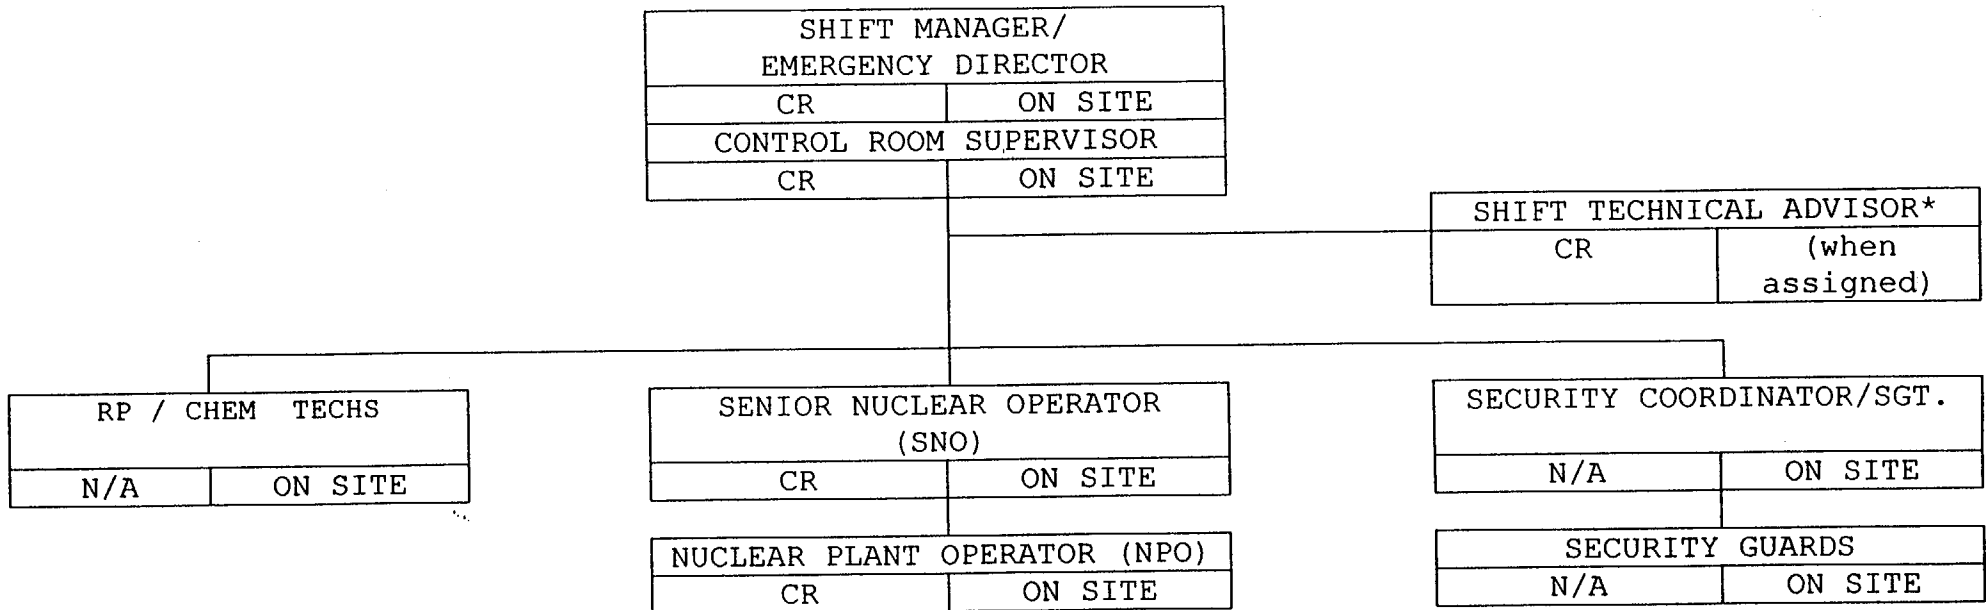 SHIFT MANAGER/
EMERGENCY DIRECTOR
CR ON SITE
CONTROL ROOM SUPERVISOR
CR ON SITE
SHIFT TECHNICAL ADVISOR*
CR (when
assigned)
RP / CHEM TECHS
N/A ON SITE
SENIOR NUCLEAR OPERATOR
(SNO)
CR ON SITE
SECURITY COORDINATOR/SGT.
N/A ON SITE
NUCLEAR PLANT OPERATOR (NPO)
CR ON SITE
SECURITY GUARDS
N/A ON SITE